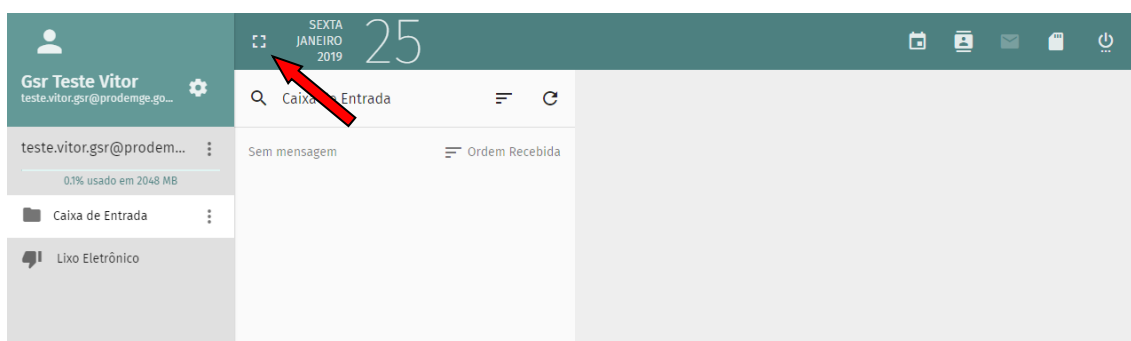 Gsr Teste Vitor
teste.vitor.gsr@prodemge.go...
SEXTA
JANEIRO
2019
25
Caixa de Entrada
teste.vitor.gsr@prodem...
0.1% usado em 2048 MB
Caixa de Entrada
Lixo Eletrônico
Sem mensagem
Ordem Recebida